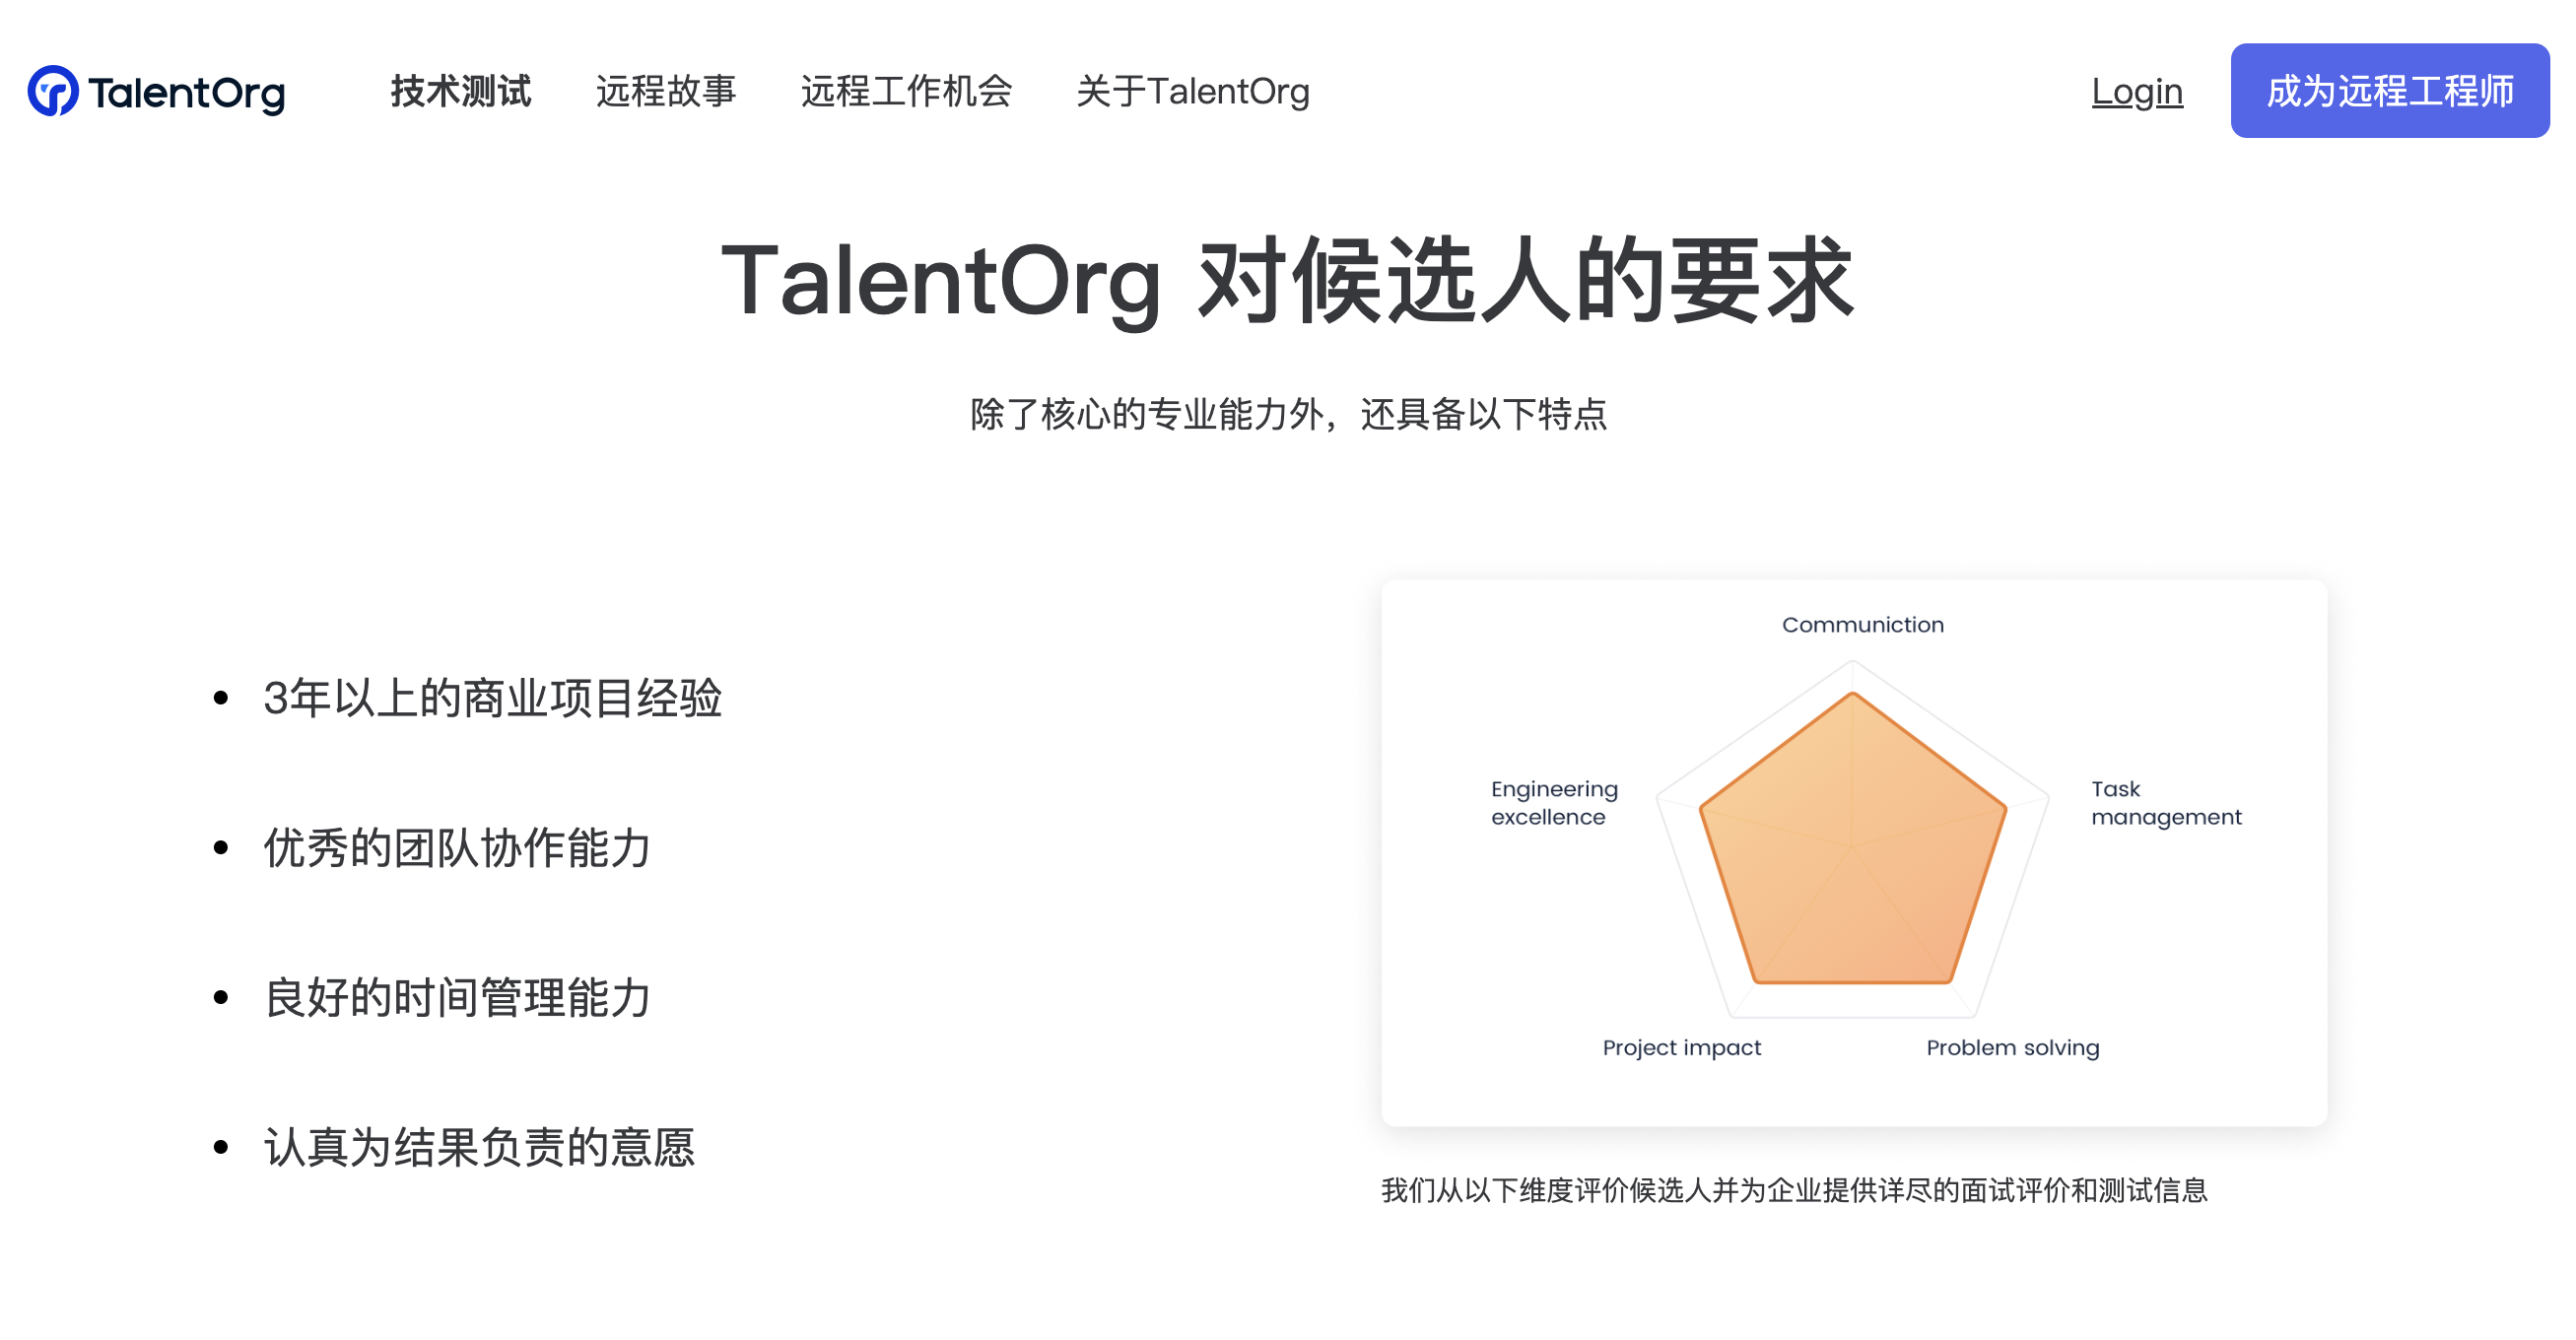 TalentOrg
技术测试
远程故事
远程工作机会
关于TalentOrg
Login
成为远程工程师
TalentOrg 对候选人的要求
除了核心的专业能力外，还具备以下特点
3年以上的商业项目经验
优秀的团队协作能力
良好的时间管理能力
认真为结果负责的意愿
Communiction
Engineering
excellence
Task
management
Project impact
Problem solving
我们从以下维度评价候选人并为企业提供详尽的面试评价和测试信息